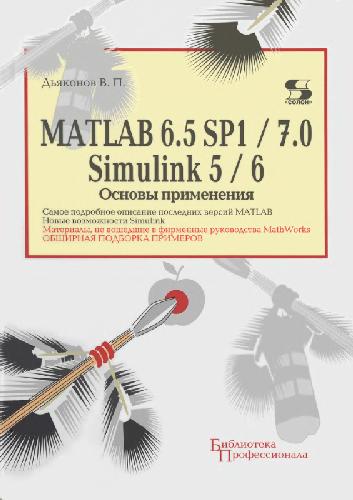 Дьяконов В. П.
«СОЛОН»
MATLAB 6.5 SP1 / 7.0
Simulink 5 / 6
Основы применения
Самое подробное описание последних версий MATLAB
Новые возможности Simulink
Материалы, не вошедшие в фирменные руководства MathWorks
ОБШИРНАЯ ПОДБОРКА ПРИМЕРОВ
Библиотека
Профессионала